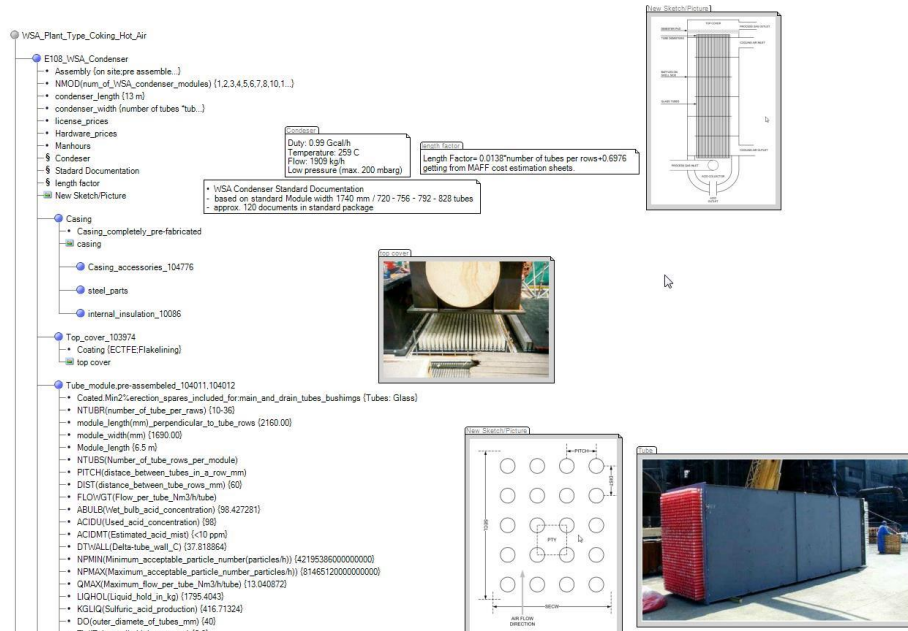 New Sketch/Picture
WSA_Plant_Type_Coking_Hot_Air
E108_WSA_Condenser
Assembly {on site;pre assemble...}
NMOD(num_of_WSA_condenser_modules) {1,2,3,4,5,6,7,8,10,1...}
condenser_length {13 m}
condenser_width {number of tubes *tub...}
license_prices
Hardware_prices
Manhours
§ Condeser
§ Stadard Documentation
§ length factor
New Sketch/Picture
Condeser
Duty: 0.99 Gcal/h
Temperature: 259 C
Flow: 1909 kg/h
Low pressure (max. 200 mbarg)
length factor
Length Factor= 0.0138*number of tubes per rows+0.6976
getting from MAFF cost estimation sheets.
• WSA Condenser Standard Documentation
- based on standard Module width 1740 mm / 720 - 756 - 792 - 828 tubes
- approx. 120 documents in standard package
Casing
Casing_completely_pre-fabricated
casing
Casing_accessories_104776
steel_parts
internal_insulation_10086
top cover
Top_cover_103974
Coating {ECTFE;Flakelining}
top cover
Tube_module,pre-assembeled_104011,104012
Coated.Min2%erection_spares_included_for:main_and_drain_tubes_bushimgs {Tubes: Glass}
NTUBR(number_of_tube_per_raws) {10-36}
module_length(mm)_perpendicular_to_tube_rows {2160.00}
module_width(mm) {1690.00}
Module_length {6.5 m}
NTUBS(Number_of_tube_rows_per_module)
PITCH(distace_between_tubes_in_a_row_mm)
DIST(distance_between_tube_rows_mm) {60}
FLOWGT(Flow_per_tube_Nm3/h/tube)
ABULB(Wet_bulb_acid_concentration) {98.427281}
ACIDU(Used_acid_concentration) {98}
ACIDMT(Estimated_acid_mist) {<10 ppm}
DTWALL(Delta-tube_wall_C) {37.818864}
NPMIN(Minimum_acceptable_particle_number(particles/h)) {42195386000000000}
NPMAX(Maximum_acceptable_particle_number_particles/h)) {81465120000000000}
QMAX(Maximum_flow_per_tube_Nm3/h/tube) {13.040872}
LIQHOL(Liquid_hold_in_kg) {1795.4043}
KGLIQ(Sulfuric_acid_production) {416.71324}
DO(outer_diamete_of_tubes_mm) {40}
New Sketch/Picture
PITCH
DIST
PTY
SECW
AIR FLOW
DIRECTION
Tube